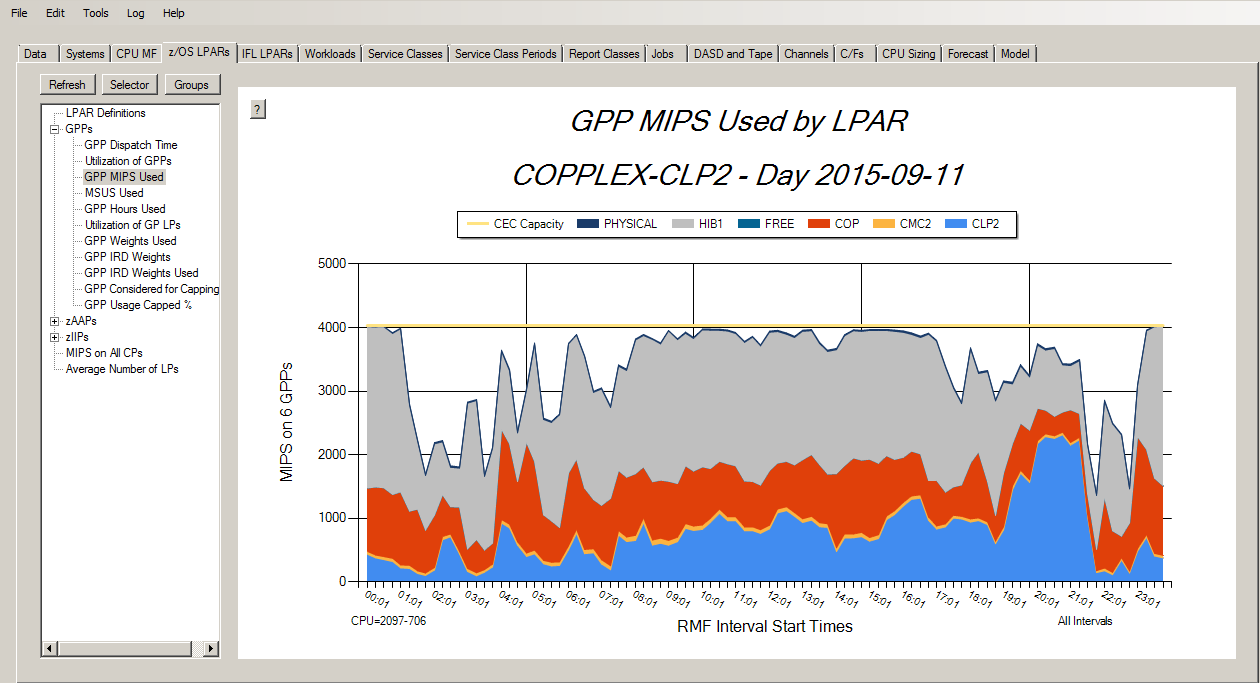 File Edit Tools Log Help
Data Systems CPU MF z/OS LPARs IFL LPARs Workloads Service Classes Service Class Periods Report Classes Jobs DASD and Tape Channels C/Fs CPU Sizing Forecast Model
Refresh Selector Groups
LPAR Definitions
GPPs
GPP Dispatch Time
Utilization of GPPs
GPP MIPS Used
MSUS Used
GPP Hours Used
Utilization of GP LPs
GPP Weights Used
GPP IRD Weights
GPP IRD Weights Used
GPP Considered for Capping
GPP Usage Capped %
zAAPs
zIIPs
MIPS on All CPs
Average Number of LPs
?
GPP MIPS Used by LPAR
COPPLEX-CLP2 - Day 2015-09-11
CEC Capacity PHYSICAL HIB1 FREE COP CMC2 CLP2
MIPS on 6 GPPs
5000
4000
3000
2000
1000
0
00:01 01:01 02:01 03:01 04:01 05:01 06:01 07:01 08:01 09:01 10:01 11:01 12:01 13:01 14:01 15:01 16:01 17:01 18:01 19:01 20:01 21:01 22:01 23:01
CPU=2097-706
RMF Interval Start Times
All Intervals